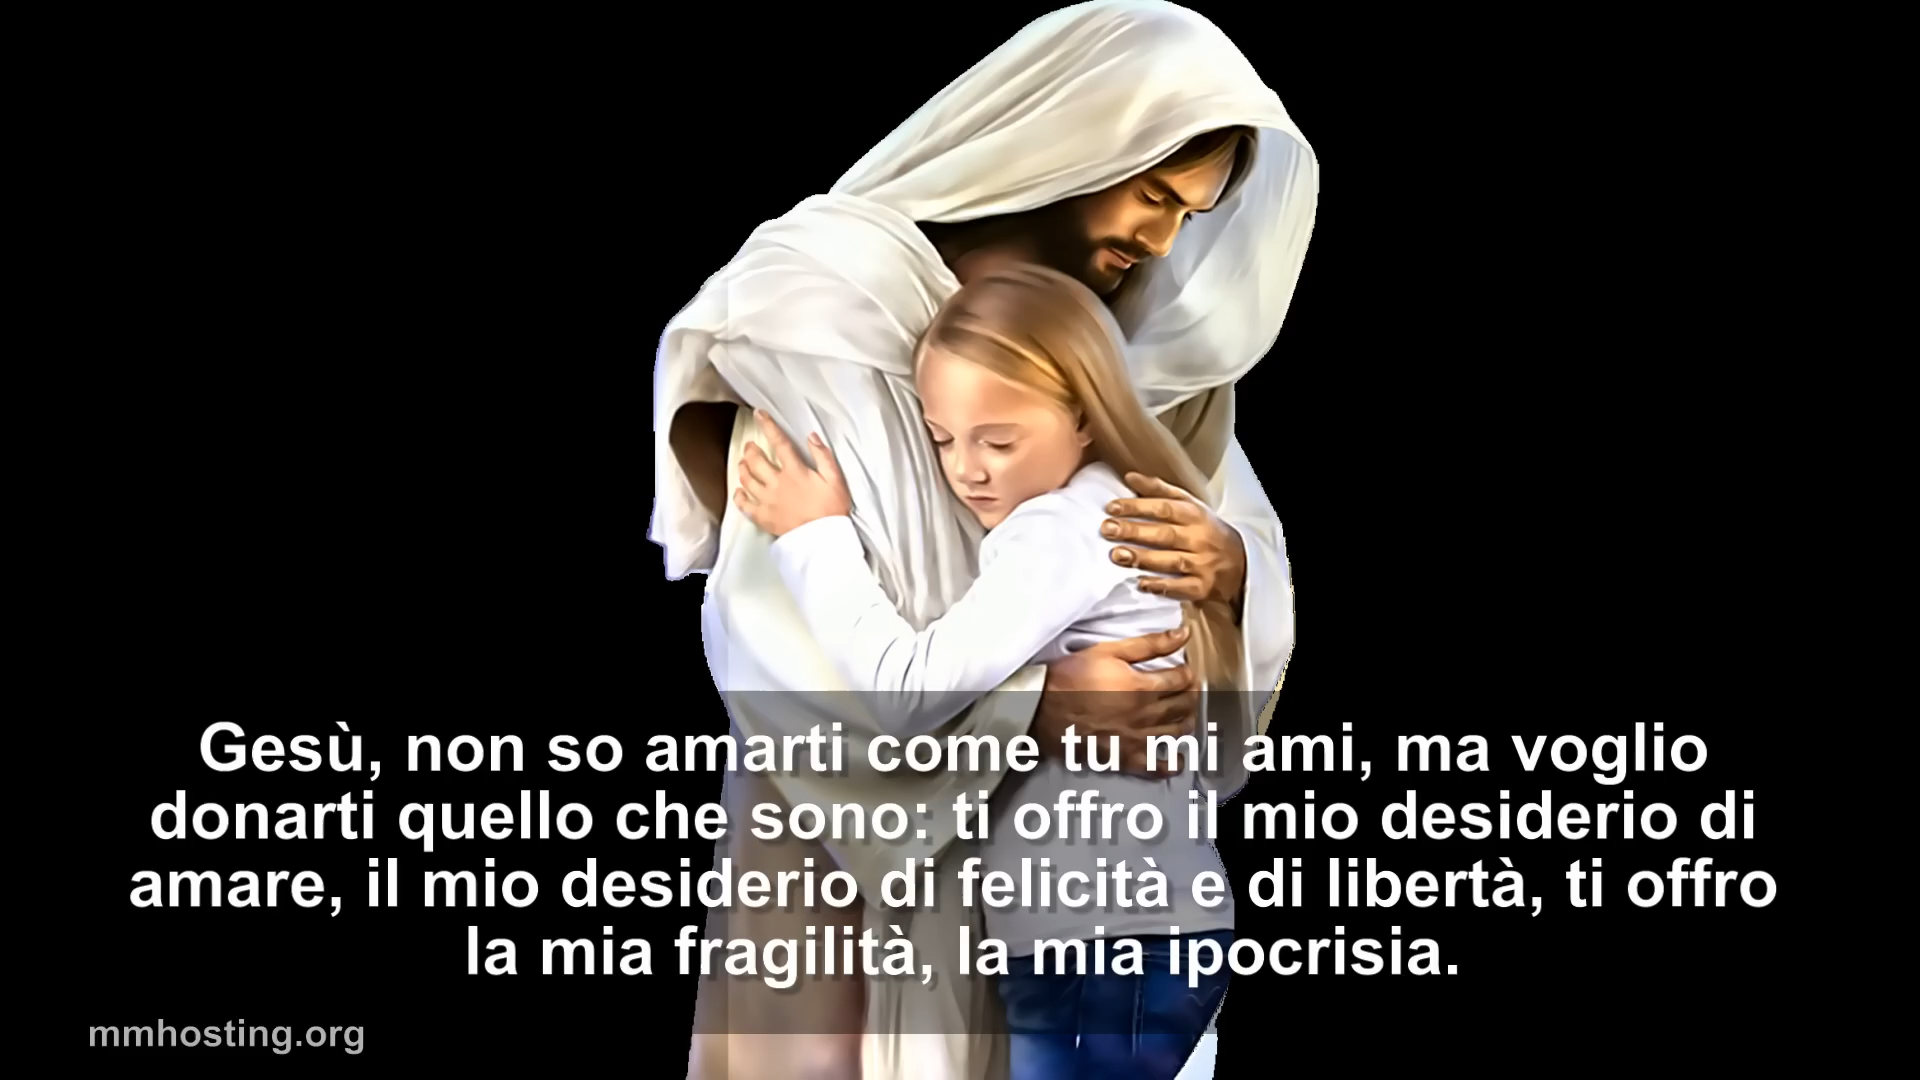 Gesù, non so amarti come tu mi ami, ma voglio
donarti quello che sono: ti offro il mio desiderio di
amare, il mio desiderio di felicità e di libertà, ti offro
la mia fragilità, la mia ipocrisia.
mmhosting.org